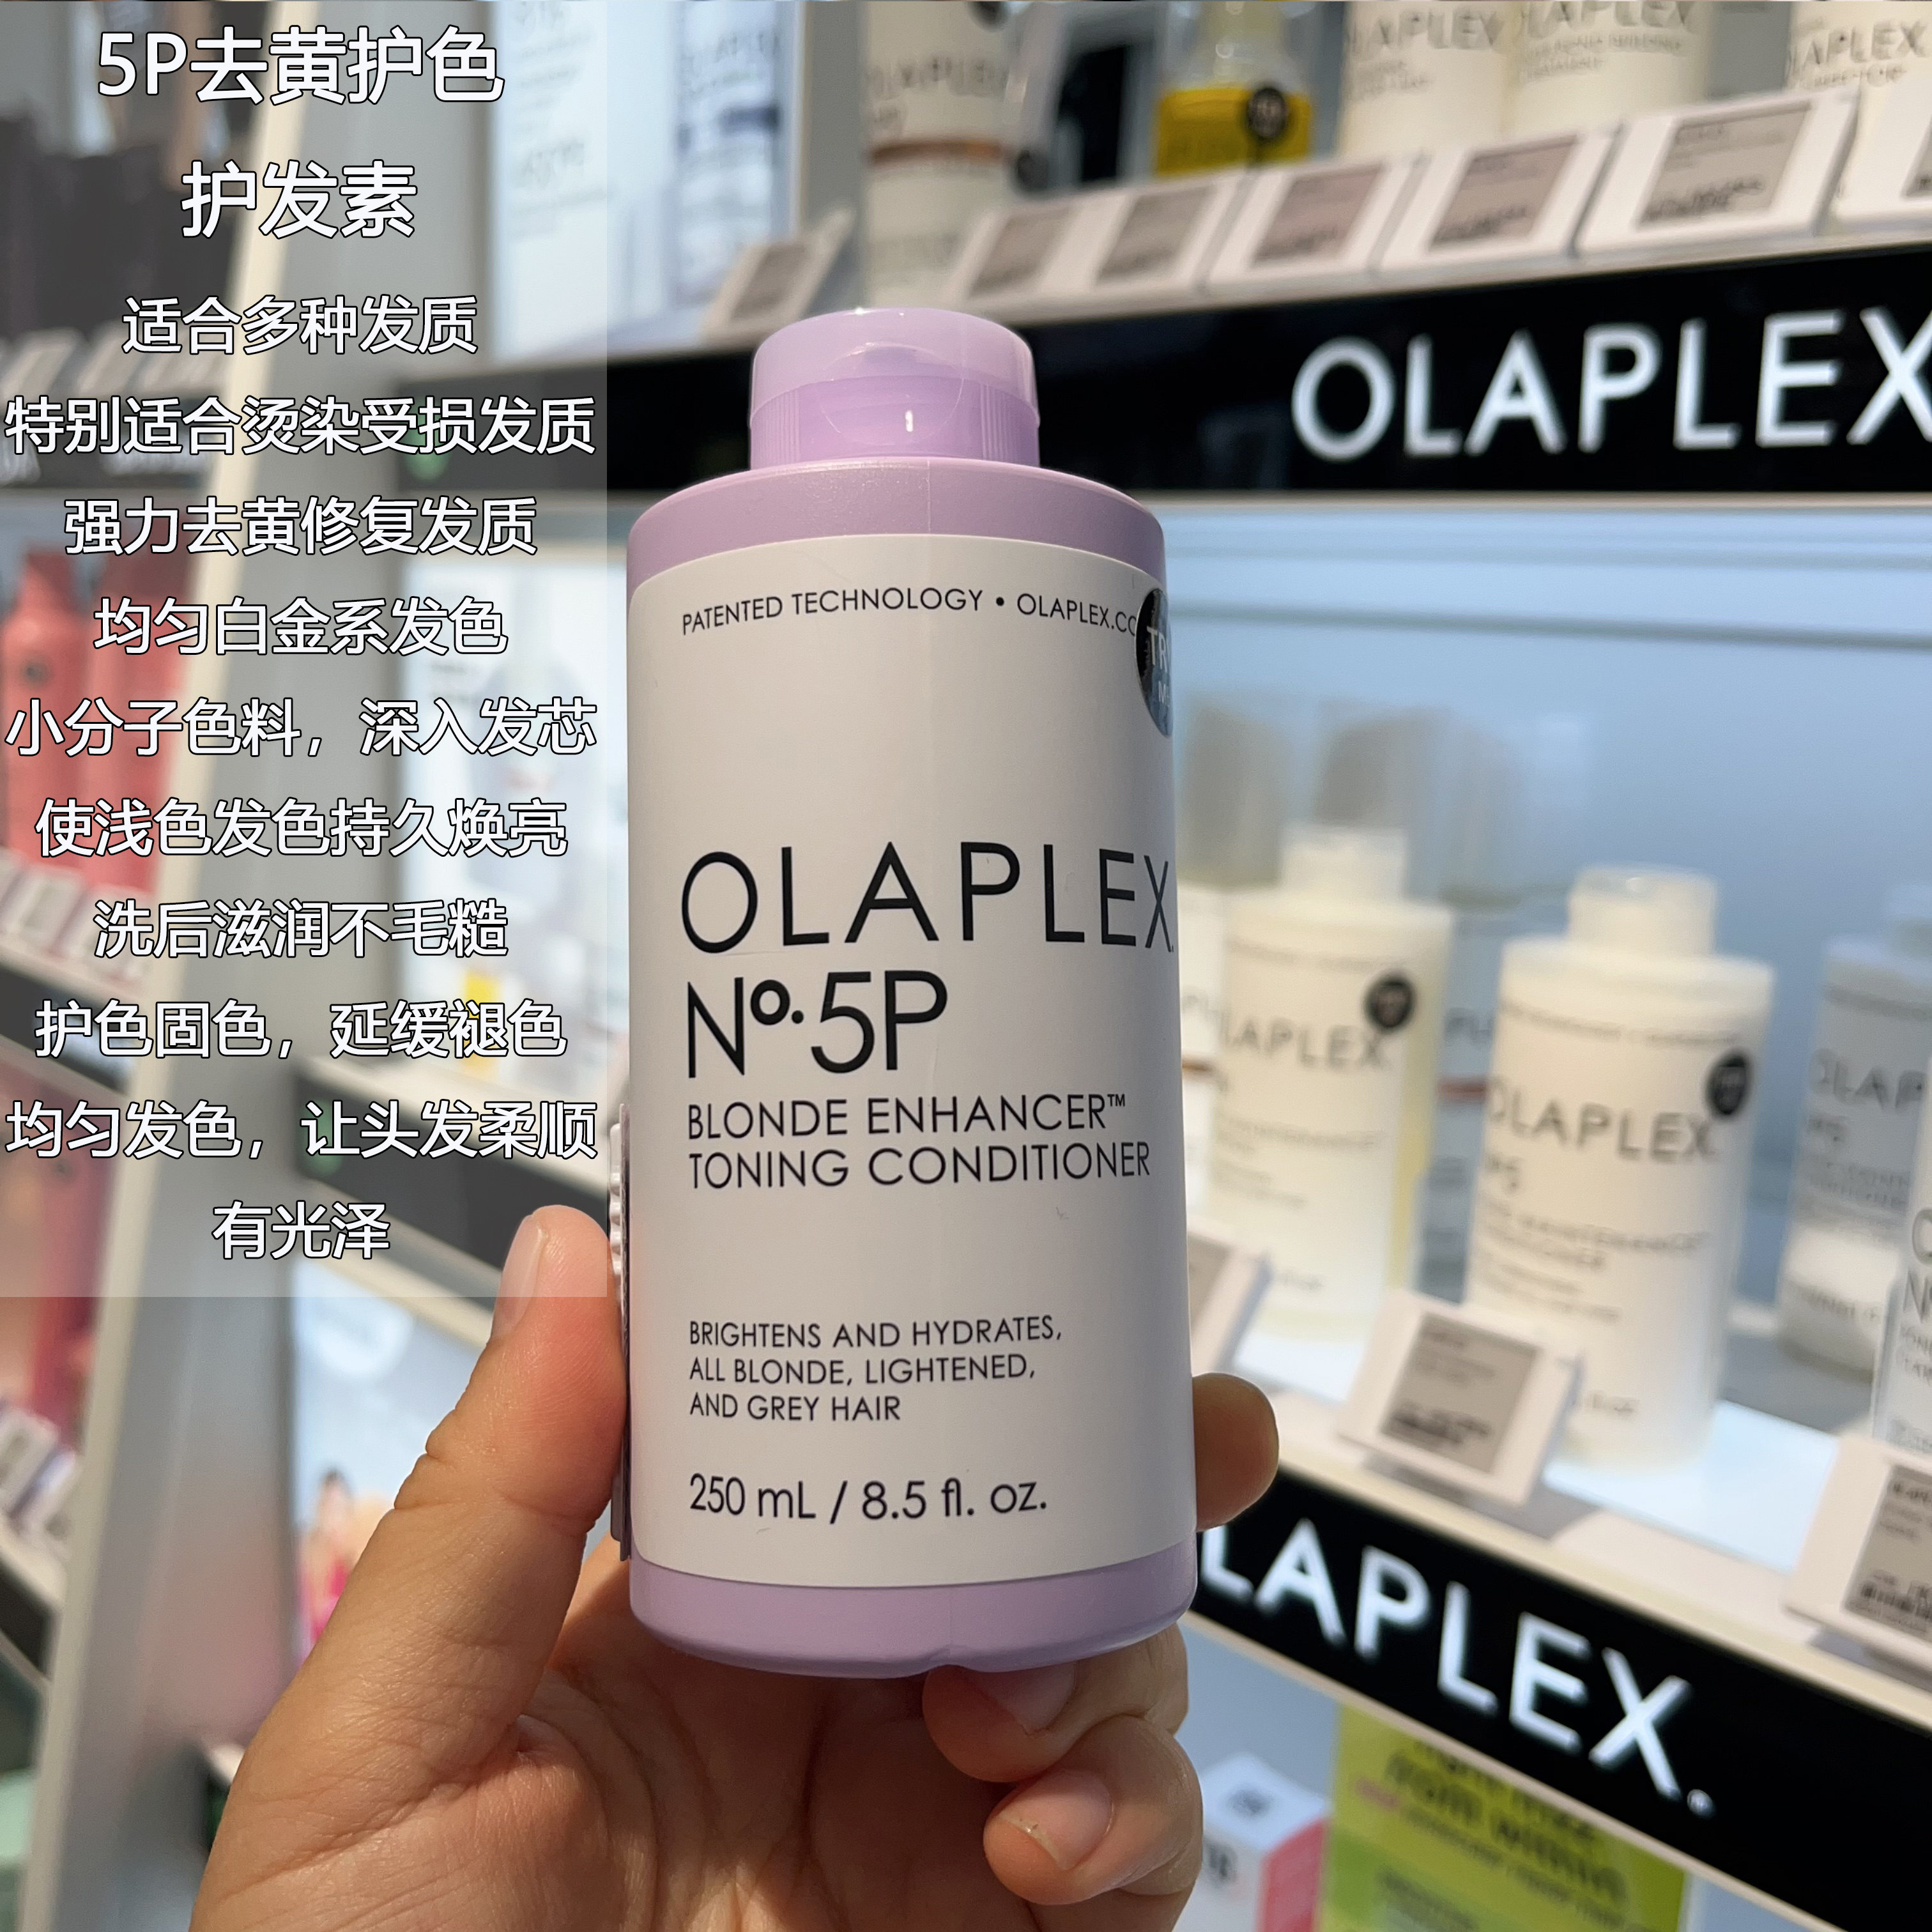 5P去黄护色
护发素
适合多种发质
特别适合烫染受损发质
强力去黄修复发质
均匀白金系发色
小分子色料，深入发芯
使浅色发色持久焕亮
洗后滋润不毛糙
护色固色，延缓褪色
均匀发色，让头发柔顺
有光泽
OLAPLEX
PATENTED TECHNOLOGY • OLAPLEX.CO
OLAPLEX.
Nº.5P
BLONDE ENHANCER™
TONING CONDITIONER
BRIGHTENS AND HYDRATES,
ALL BLONDE, LIGHTENED,
AND GREY HAIR
250 mL / 8.5 fl. oz.
OLAPLEX
OLAPLEX
LAPLEX.